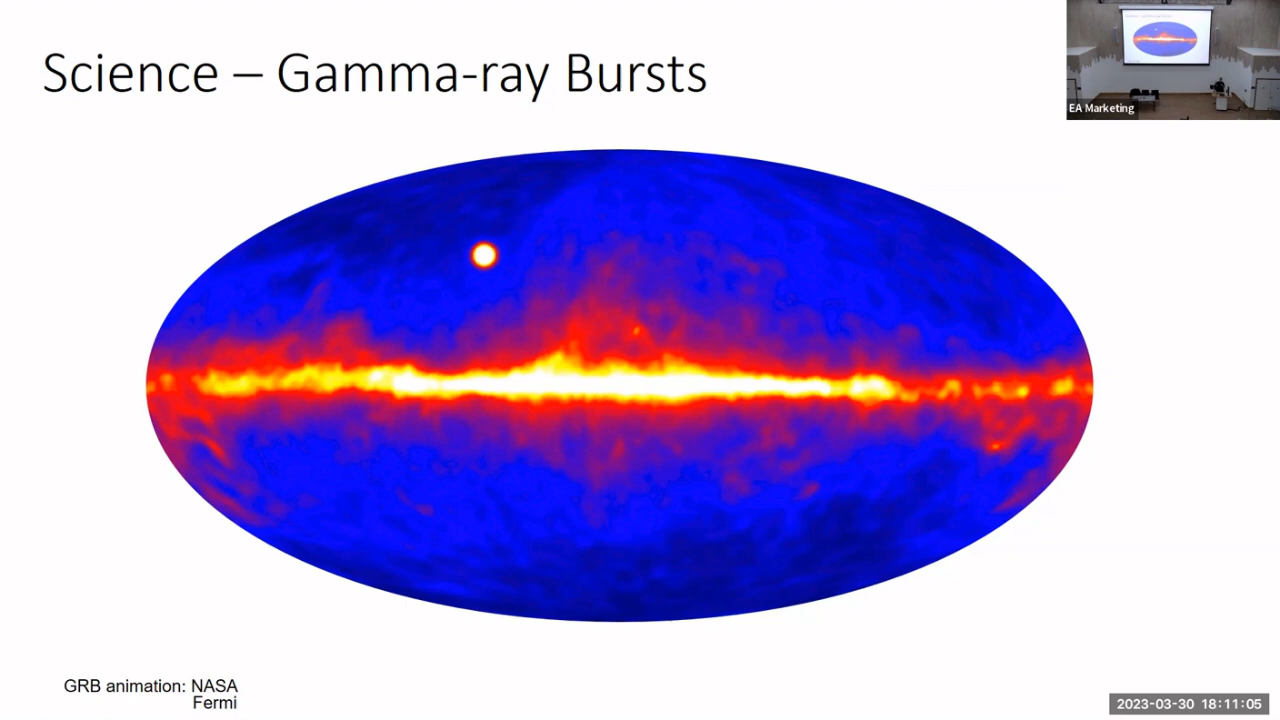 Science – Gamma-ray Bursts
EA Marketing
GRB animation: NASA
Fermi
2023-03-30 18:11:05